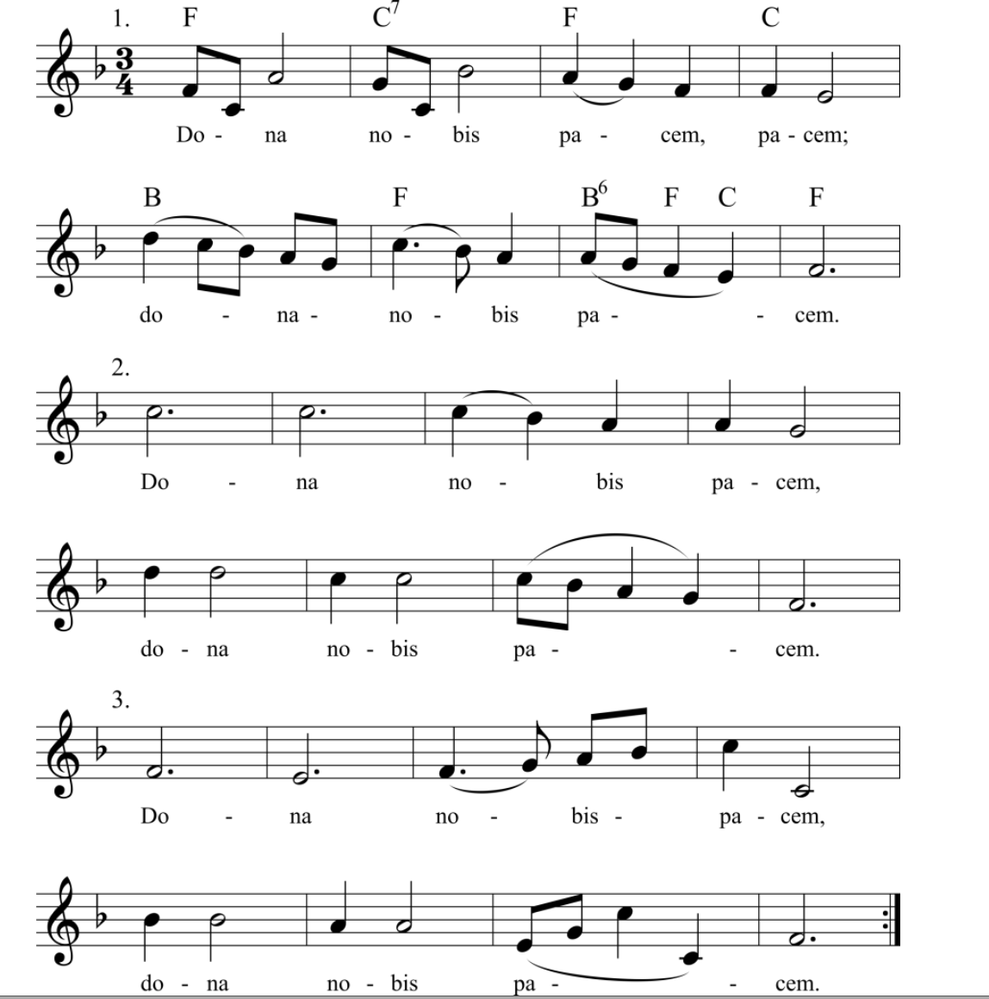 1. F C7 F C
3
4
Do - na no - bis pa - cem, pa - cem;
B F B6 F C F
do - na - no - bis pa - - cem.
2.
Do - na no - bis pa - cem,
do - na no - bis pa - - cem.
3.
Do - na no - bis - pa - cem,
do - na no - bis pa - - cem.